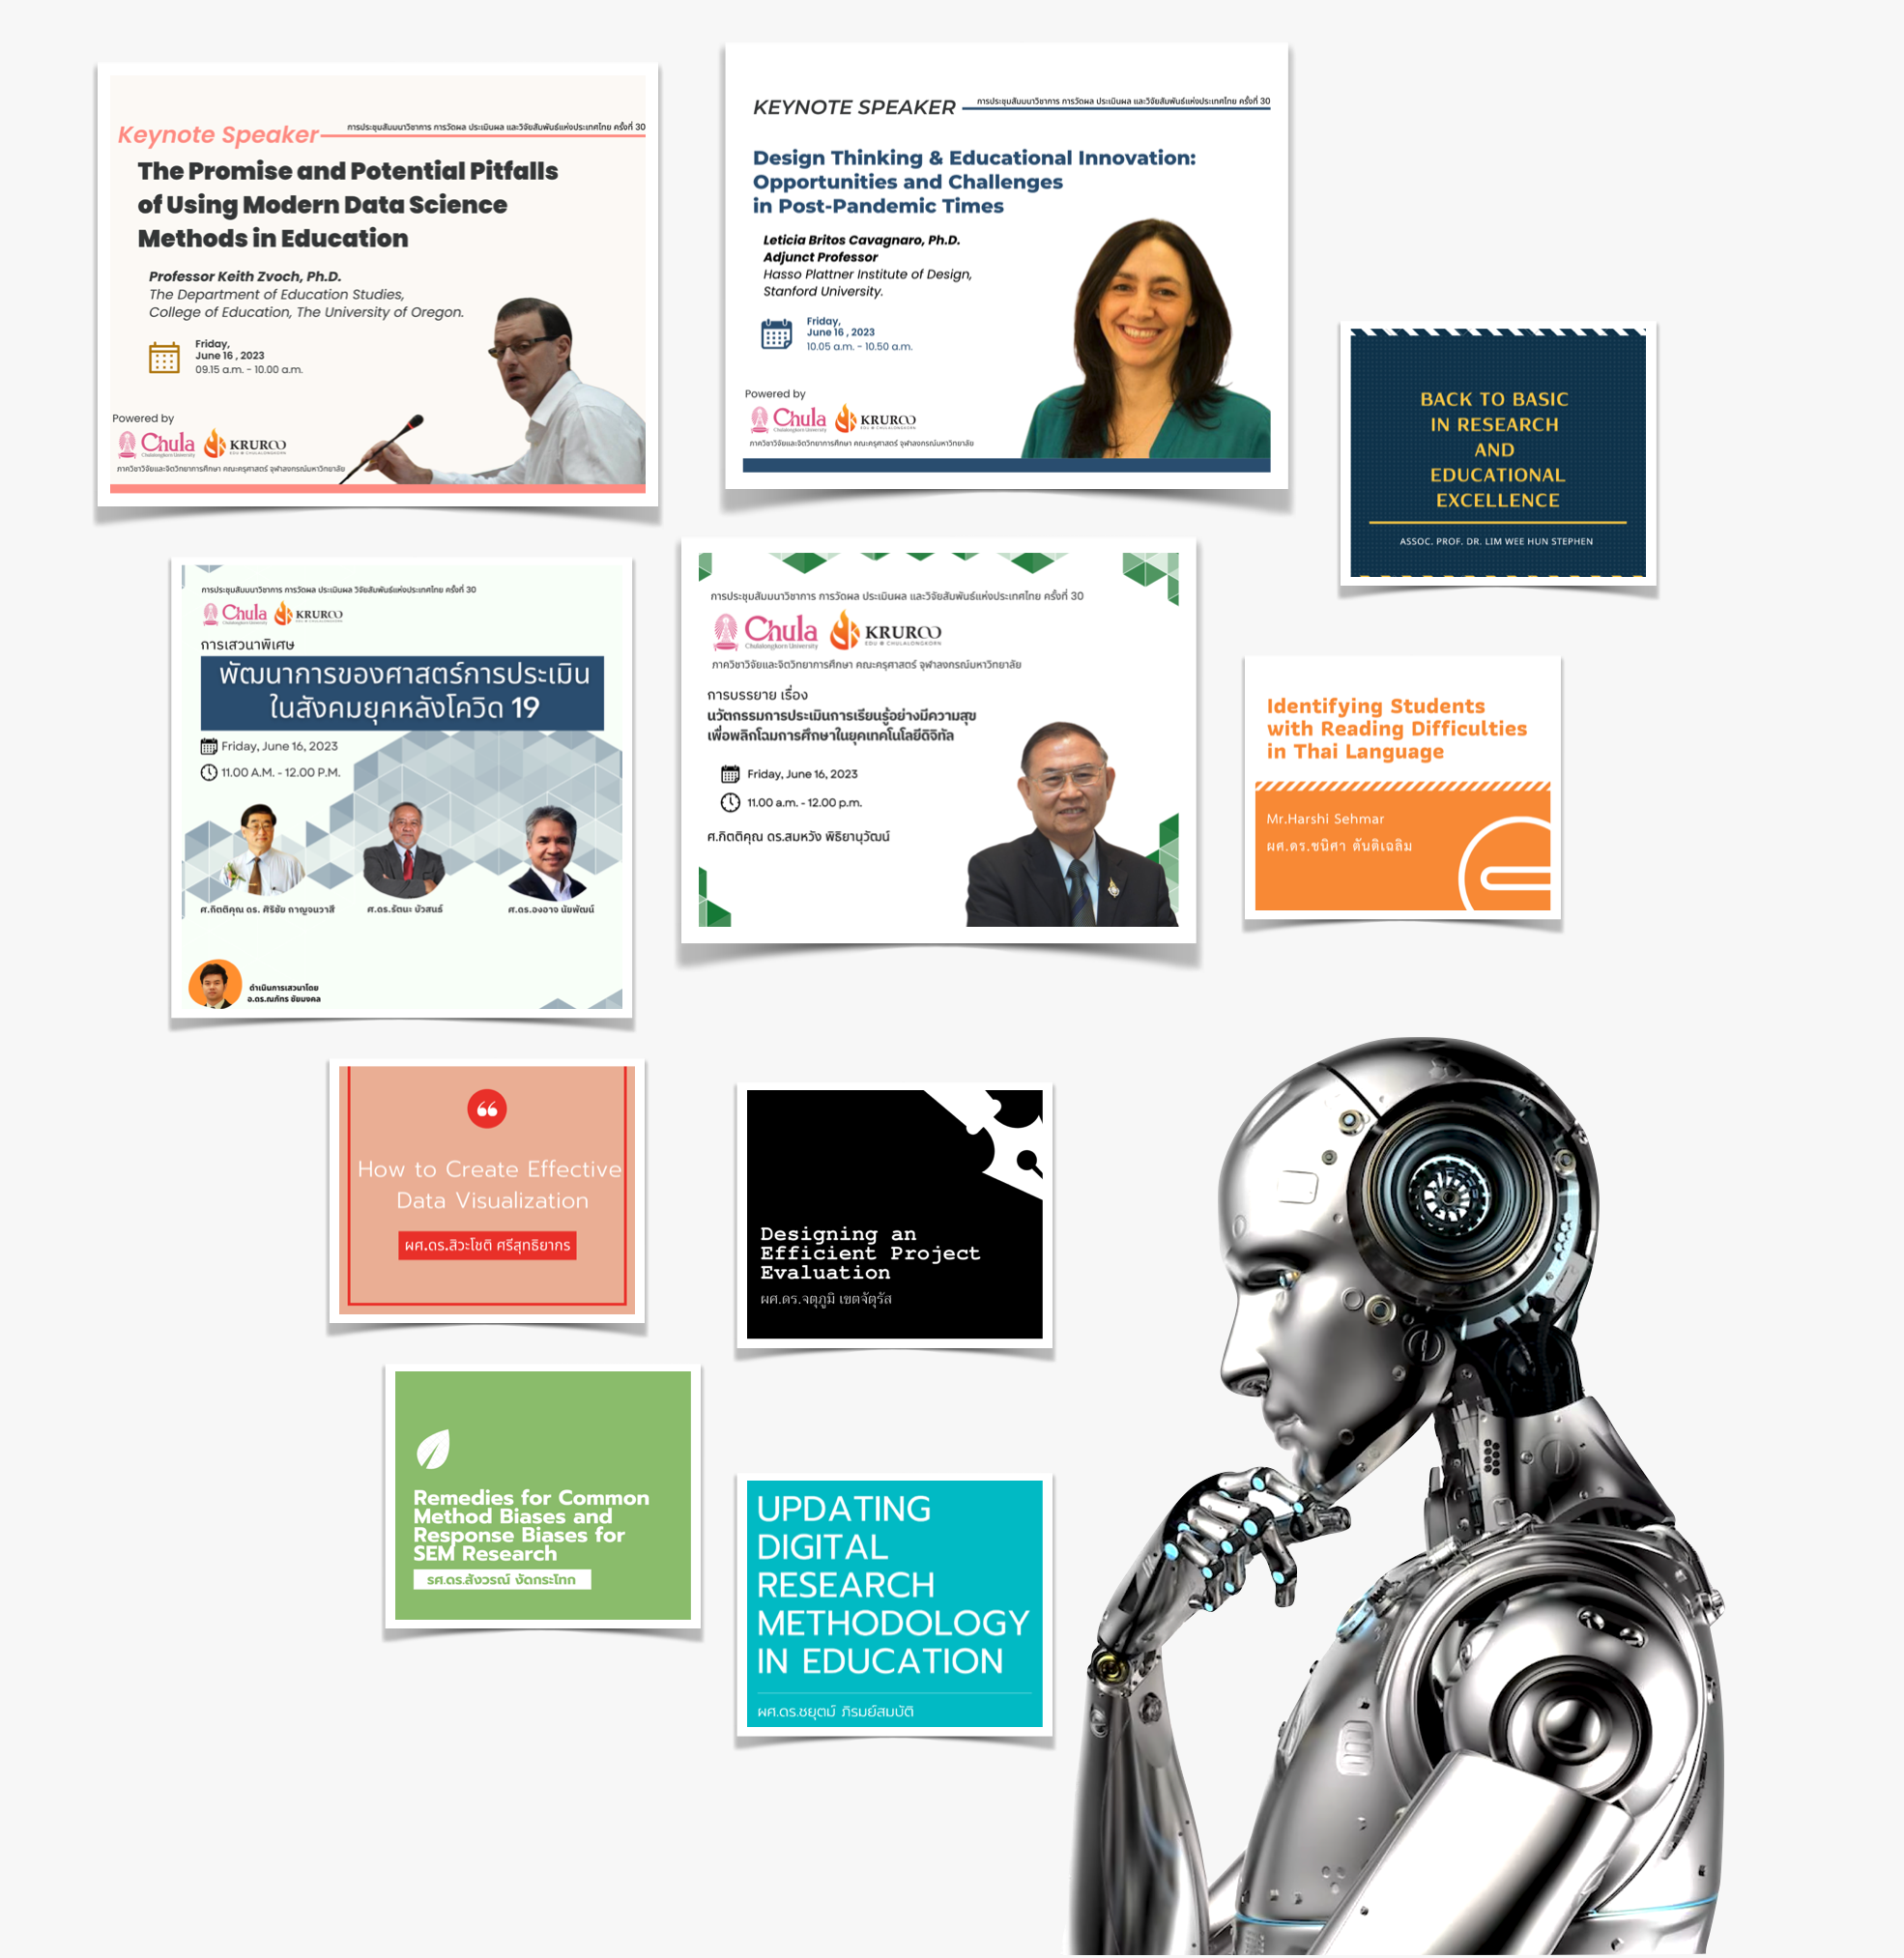 Keynote Speaker
การประชุมสัมมนาวิชาการ การวัดผล ประเมินผล และวิจัยสัมพันธ์แห่งประเทศไทย ครั้งที่ 30
The Promise and Potential Pitfalls
of Using Modern Data Science
Methods in Education
Professor Keith Zvoch, Ph.D.
The Department of Education Studies,
College of Education, The University of Oregon.
Friday,
June 16 , 2023
09.15 a.m. - 10.00 a.m.
Powered by
Chula
Chulalongkorn University
KRUROO
EDU @ CHULALONGKORN
ภาควิชาวิจัยและจิตวิทยาการศึกษา คณะครุศาสตร์ จุฬาลงกรณ์มหาวิทยาลัย
KEYNOTE SPEAKER
การประชุมสัมมนาวิชาการ การวัดผล ประเมินผล และวิจัยสัมพันธ์แห่งประเทศไทย ครั้งที่ 30
Design Thinking & Educational Innovation:
Opportunities and Challenges
in Post-Pandemic Times
Leticia Britos Cavagnaro, Ph.D.
Adjunct Professor
Hasso Plattner Institute of Design,
Stanford University.
Friday,
June 16 , 2023
10.05 a.m. - 10.50 a.m.
Powered by
Chula
Chulalongkorn University
KRUROO
EDU @ CHULALONGKORN
ภาควิชาวิจัยและจิตวิทยาการศึกษา คณะครุศาสตร์ จุฬาลงกรณ์มหาวิทยาลัย
BACK TO BASIC
IN RESEARCH
AND
EDUCATIONAL
EXCELLENCE
ASSOC. PROF. DR. LIM WEE HUN STEPHEN
การประชุมสัมมนาวิชาการ การวัดผล ประเมินผล วิจัยสัมพันธ์แห่งประเทศไทย ครั้งที่ 30
Chula
Chulalongkorn University
KRUROO
EDU @ CHULALONGKORN
การเสวนาพิเศษ
พัฒนาการของศาสตร์การประเมิน
ในสังคมยุคหลังโควิด 19
Friday, June 16, 2023
11.00 A.M. - 12.00 P.M.
ศ.กิตติคุณ ดร. ศิริชัย กาญจนวาสี
ศ.ดร.รัตนะ บัวสนธ์
ศ.ดร.องอาจ นัยพัฒน์
ดำเนินการเสวนาโดย
อ.ดร.ณภัทร ชัยมงคล
การประชุมสัมมนาวิชาการ การวัดผล ประเมินผล และวิจัยสัมพันธ์แห่งประเทศไทย ครั้งที่ 30
Chula
Chulalongkorn University
KRUROO
EDU @ CHULALONGKORN
ภาควิชาวิจัยและจิตวิทยาการศึกษา คณะครุศาสตร์ จุฬาลงกรณ์มหาวิทยาลัย
การบรรยาย เรื่อง
นวัตกรรมการประเมินการเรียนรู้อย่างมีความสุข
เพื่อพลิกโฉมการศึกษาในยุคเทคโนโลยีดิจิทัล
Friday, June 16, 2023
11.00 a.m. - 12.00 p.m.
ศ.กิตติคุณ ดร.สมหวัง พิธิยานุวัฒน์
Identifying Students
with Reading Difficulties
in Thai Language
Mr.Harshi Sehmar
ผศ.ดร.ชนิศา ตันติเฉลิม
How to Create Effective
Data Visualization
ผศ.ดร.สิวะโชติ ศรีสุทธิยากร
Designing an
Efficient Project
Evaluation
ผศ.ดร.จตุภูมิ เขตจัตุรัส
Remedies for Common
Method Biases and
Response Biases for
SEM Research
รศ.ดร.สังวรณ์ งัดกระโทก
UPDATING
DIGITAL
RESEARCH
METHODOLOGY
IN EDUCATION
ผศ.ดร.ชยุตม์ ภิรมย์สมบัติ